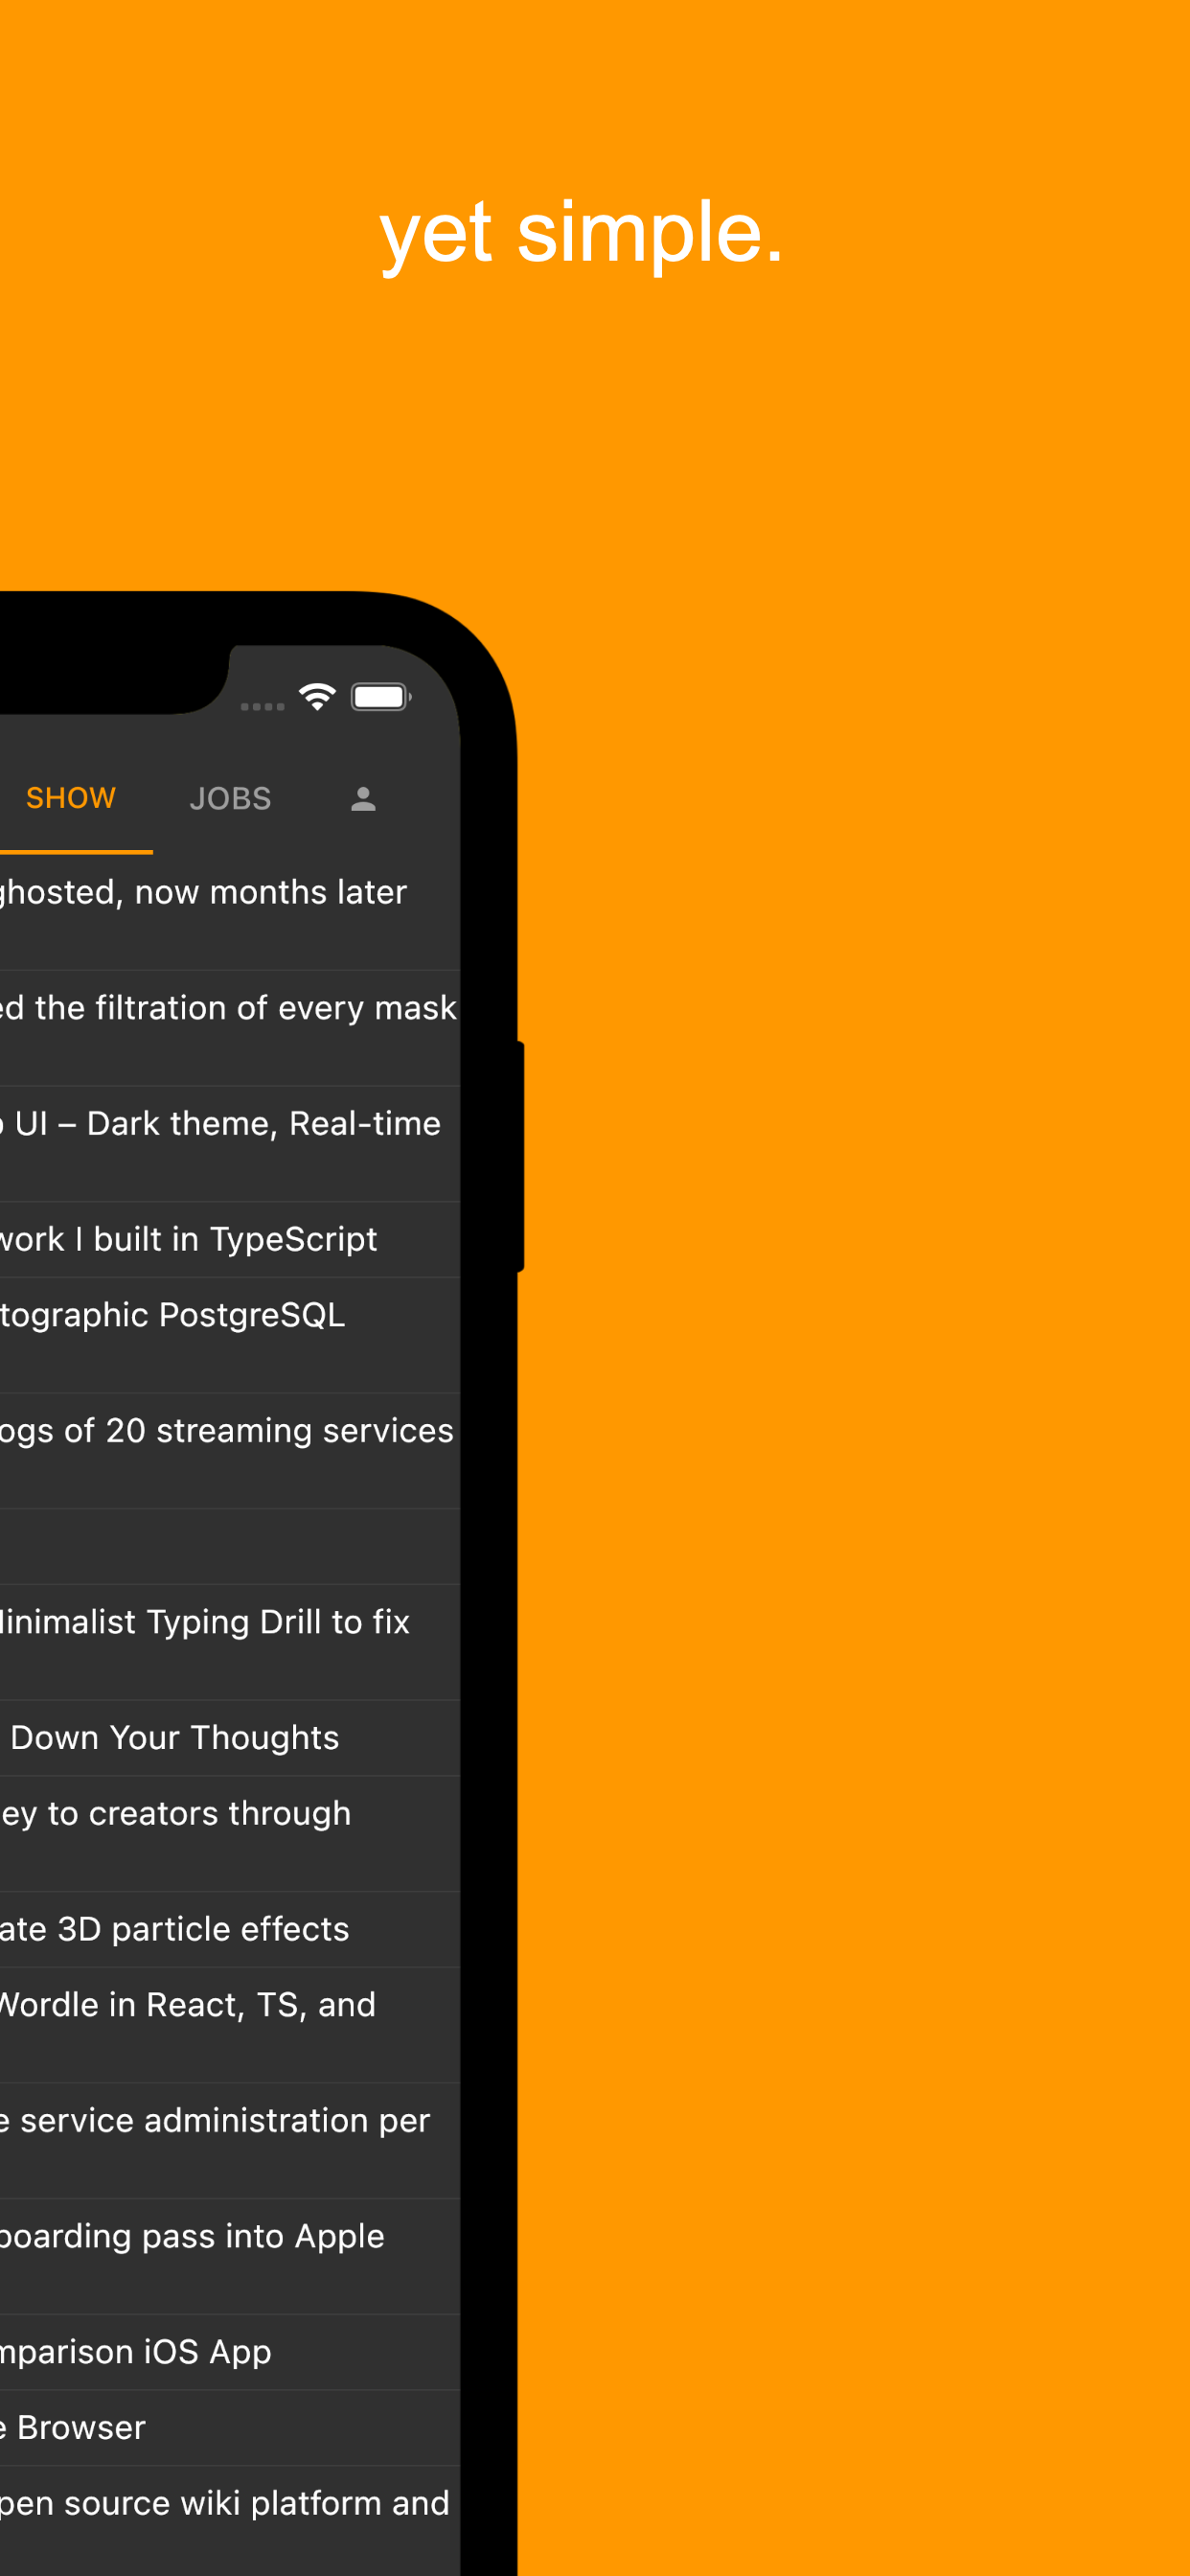 yet simple.
SHOW JOBS
ghosted, now months later
ed the filtration of every mask
UI – Dark theme, Real-time
work I built in TypeScript
tographic PostgreSQL
ogs of 20 streaming services
inimalist Typing Drill to fix
Down Your Thoughts
ey to creators through
ate 3D particle effects
Wordle in React, TS, and
e service administration per
boarding pass into Apple
mparison iOS App
e Browser
pen source wiki platform and